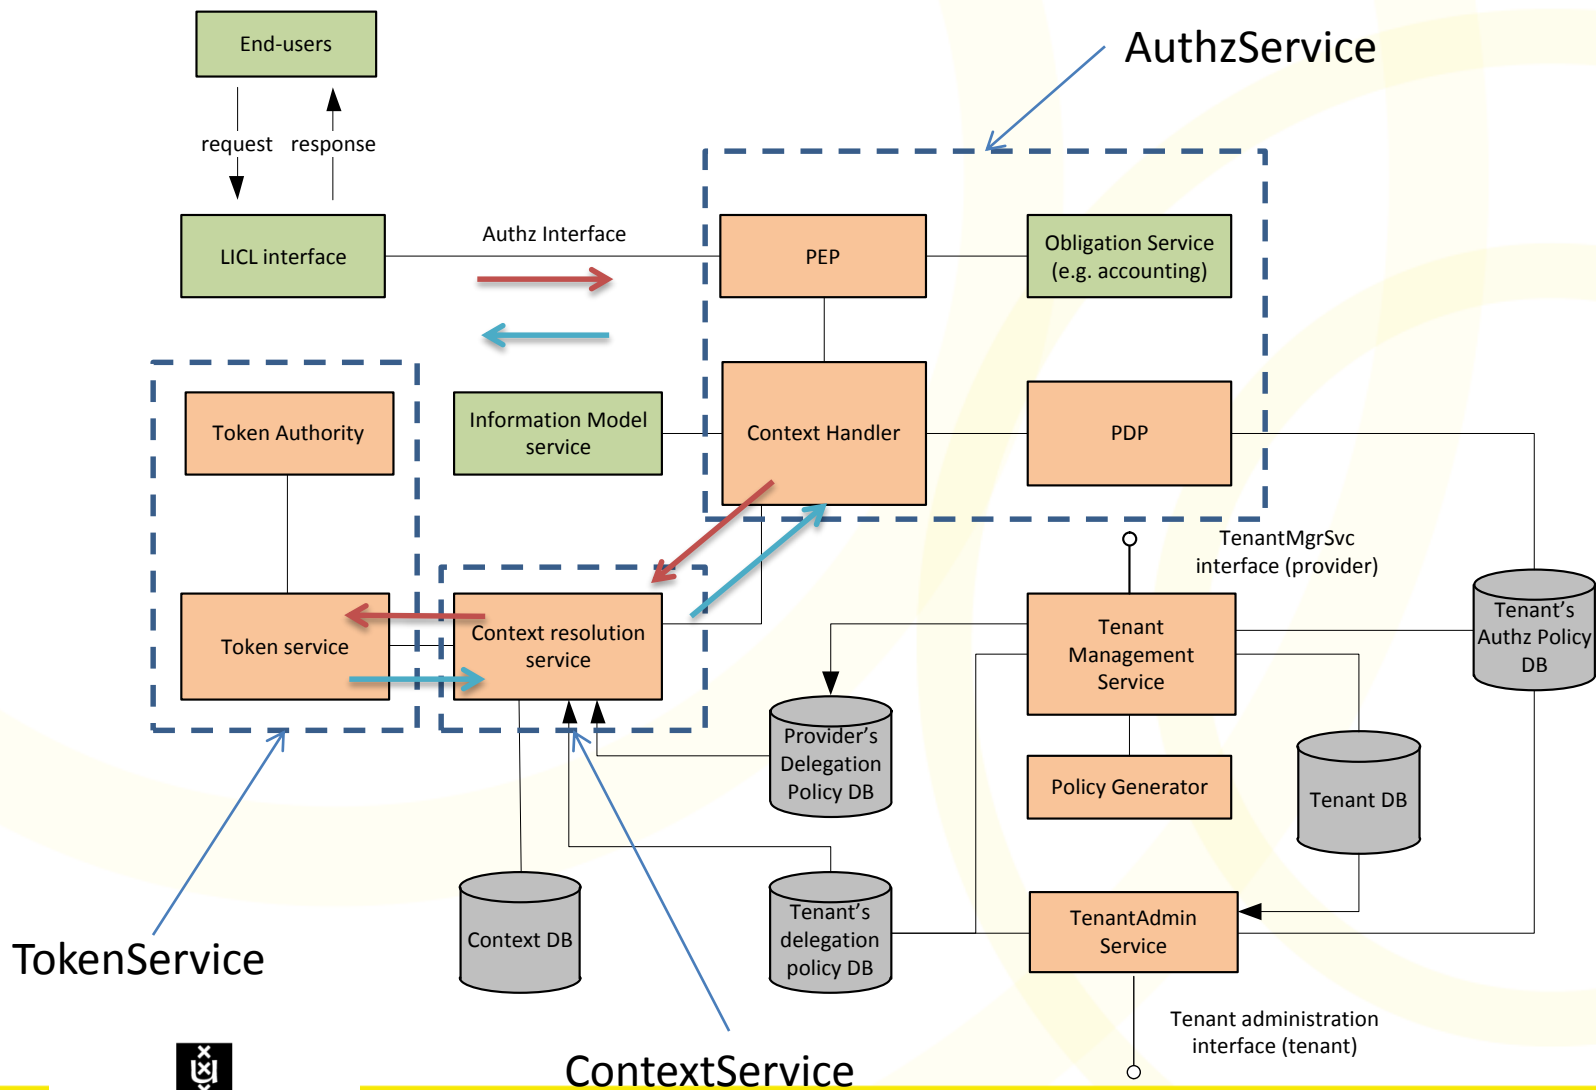 End-users
AuthzService
request response
LICL interface
Authz Interface
PEP
Obligation Service
(e.g. accounting)
Token Authority
Information Model
service
Context Handler
PDP
TenantMgrSvc
interface (provider)
Token service
Context resolution
service
Tenant
Management
Service
Tenant's
Authz Policy
DB
Provider's
Delegation
Policy DB
Policy Generator
Tenant DB
Context DB
Tenant's
delegation
policy DB
TenantAdmin
Service
TokenService
Tenant administration
interface (tenant)
ContextService